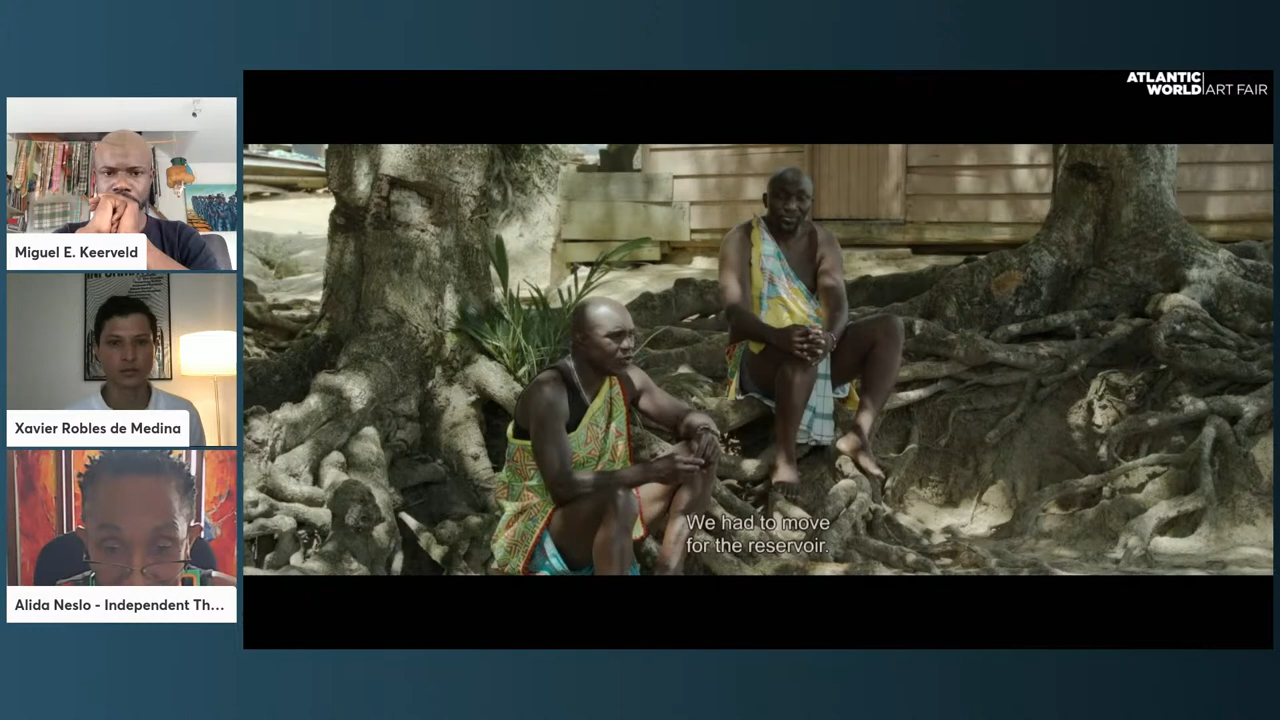 ATLANTIC
WORLD ART FAIR
Miguel E. Keerveld
Xavier Robles de Medina
Alida Neslo - Independent Th...
We had to move
for the reservoir.